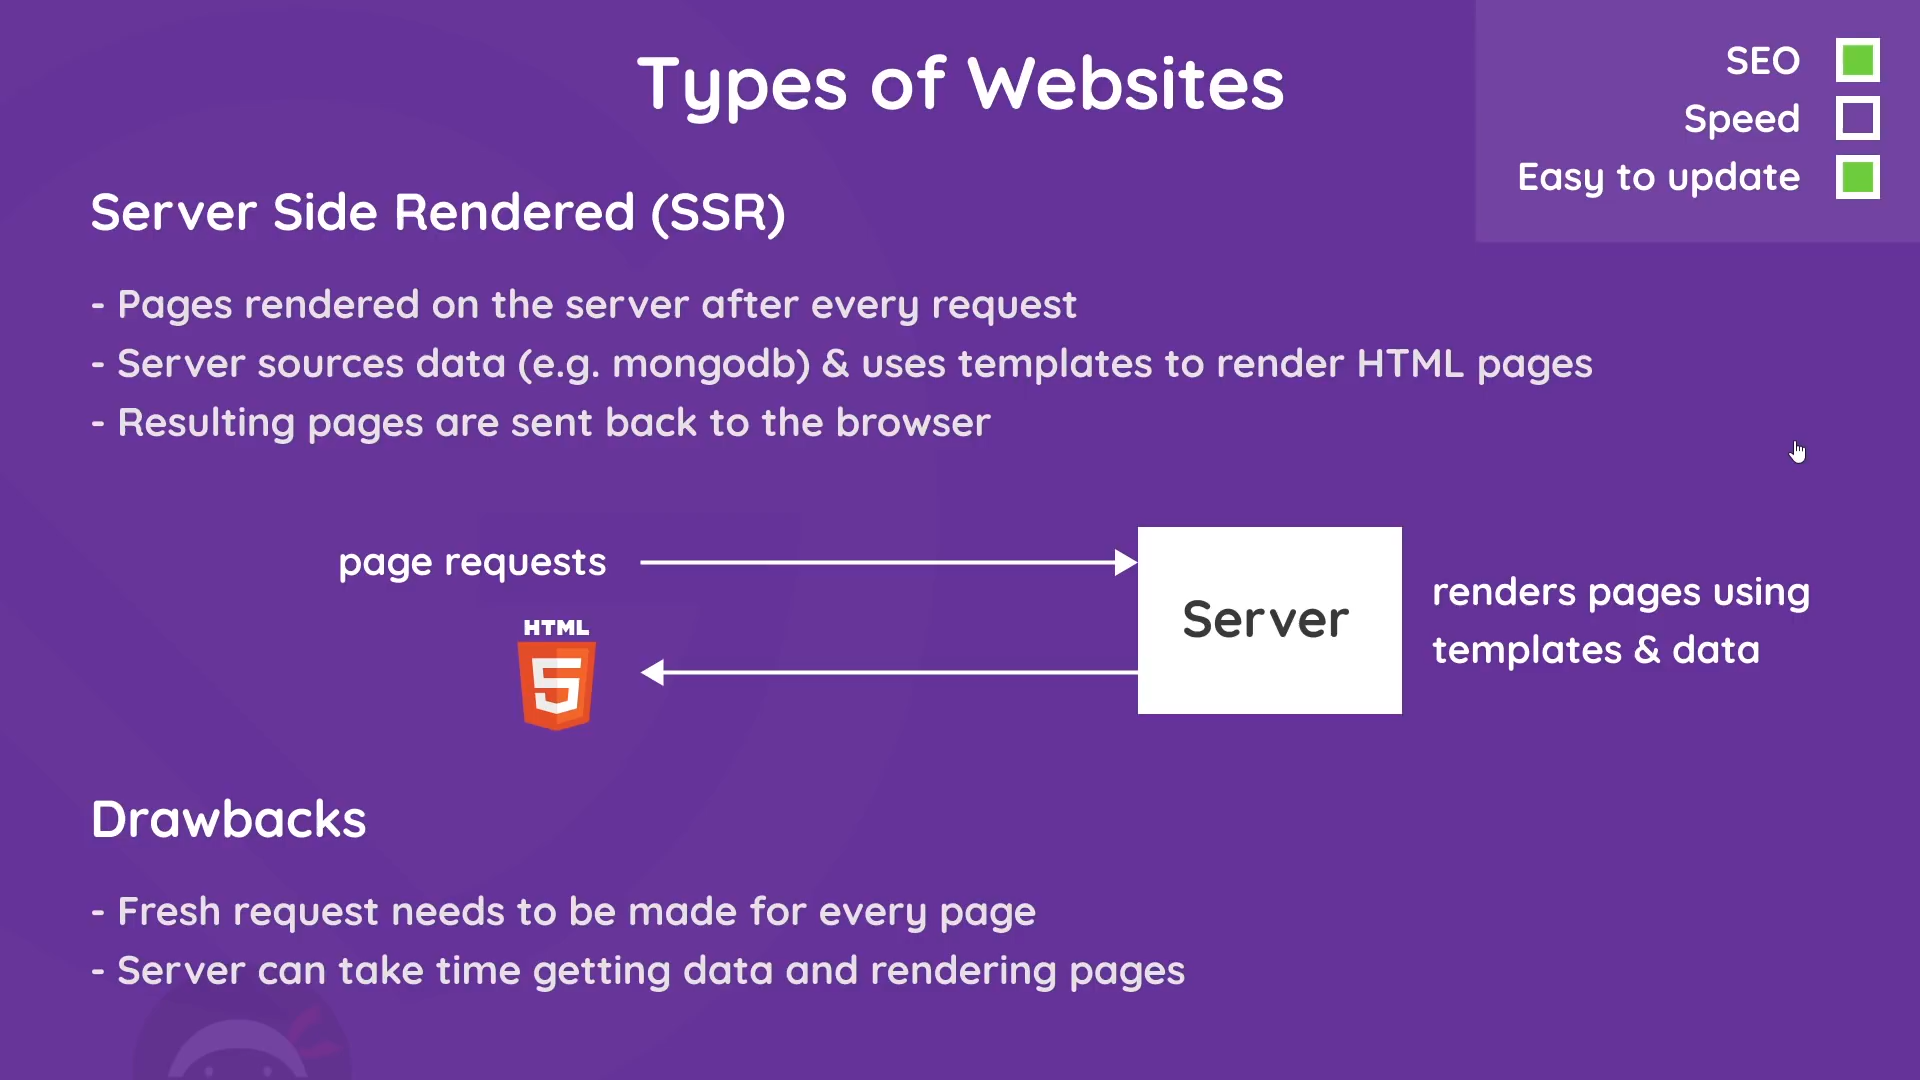 Types of Websites
SEO
Speed
Easy to update
Server Side Rendered (SSR)
- Pages rendered on the server after every request
- Server sources data (e.g. mongodb) & uses templates to render HTML pages
- Resulting pages are sent back to the browser
page requests
HTML
5
Server
renders pages using
templates & data
Drawbacks
- Fresh request needs to be made for every page
- Server can take time getting data and rendering pages